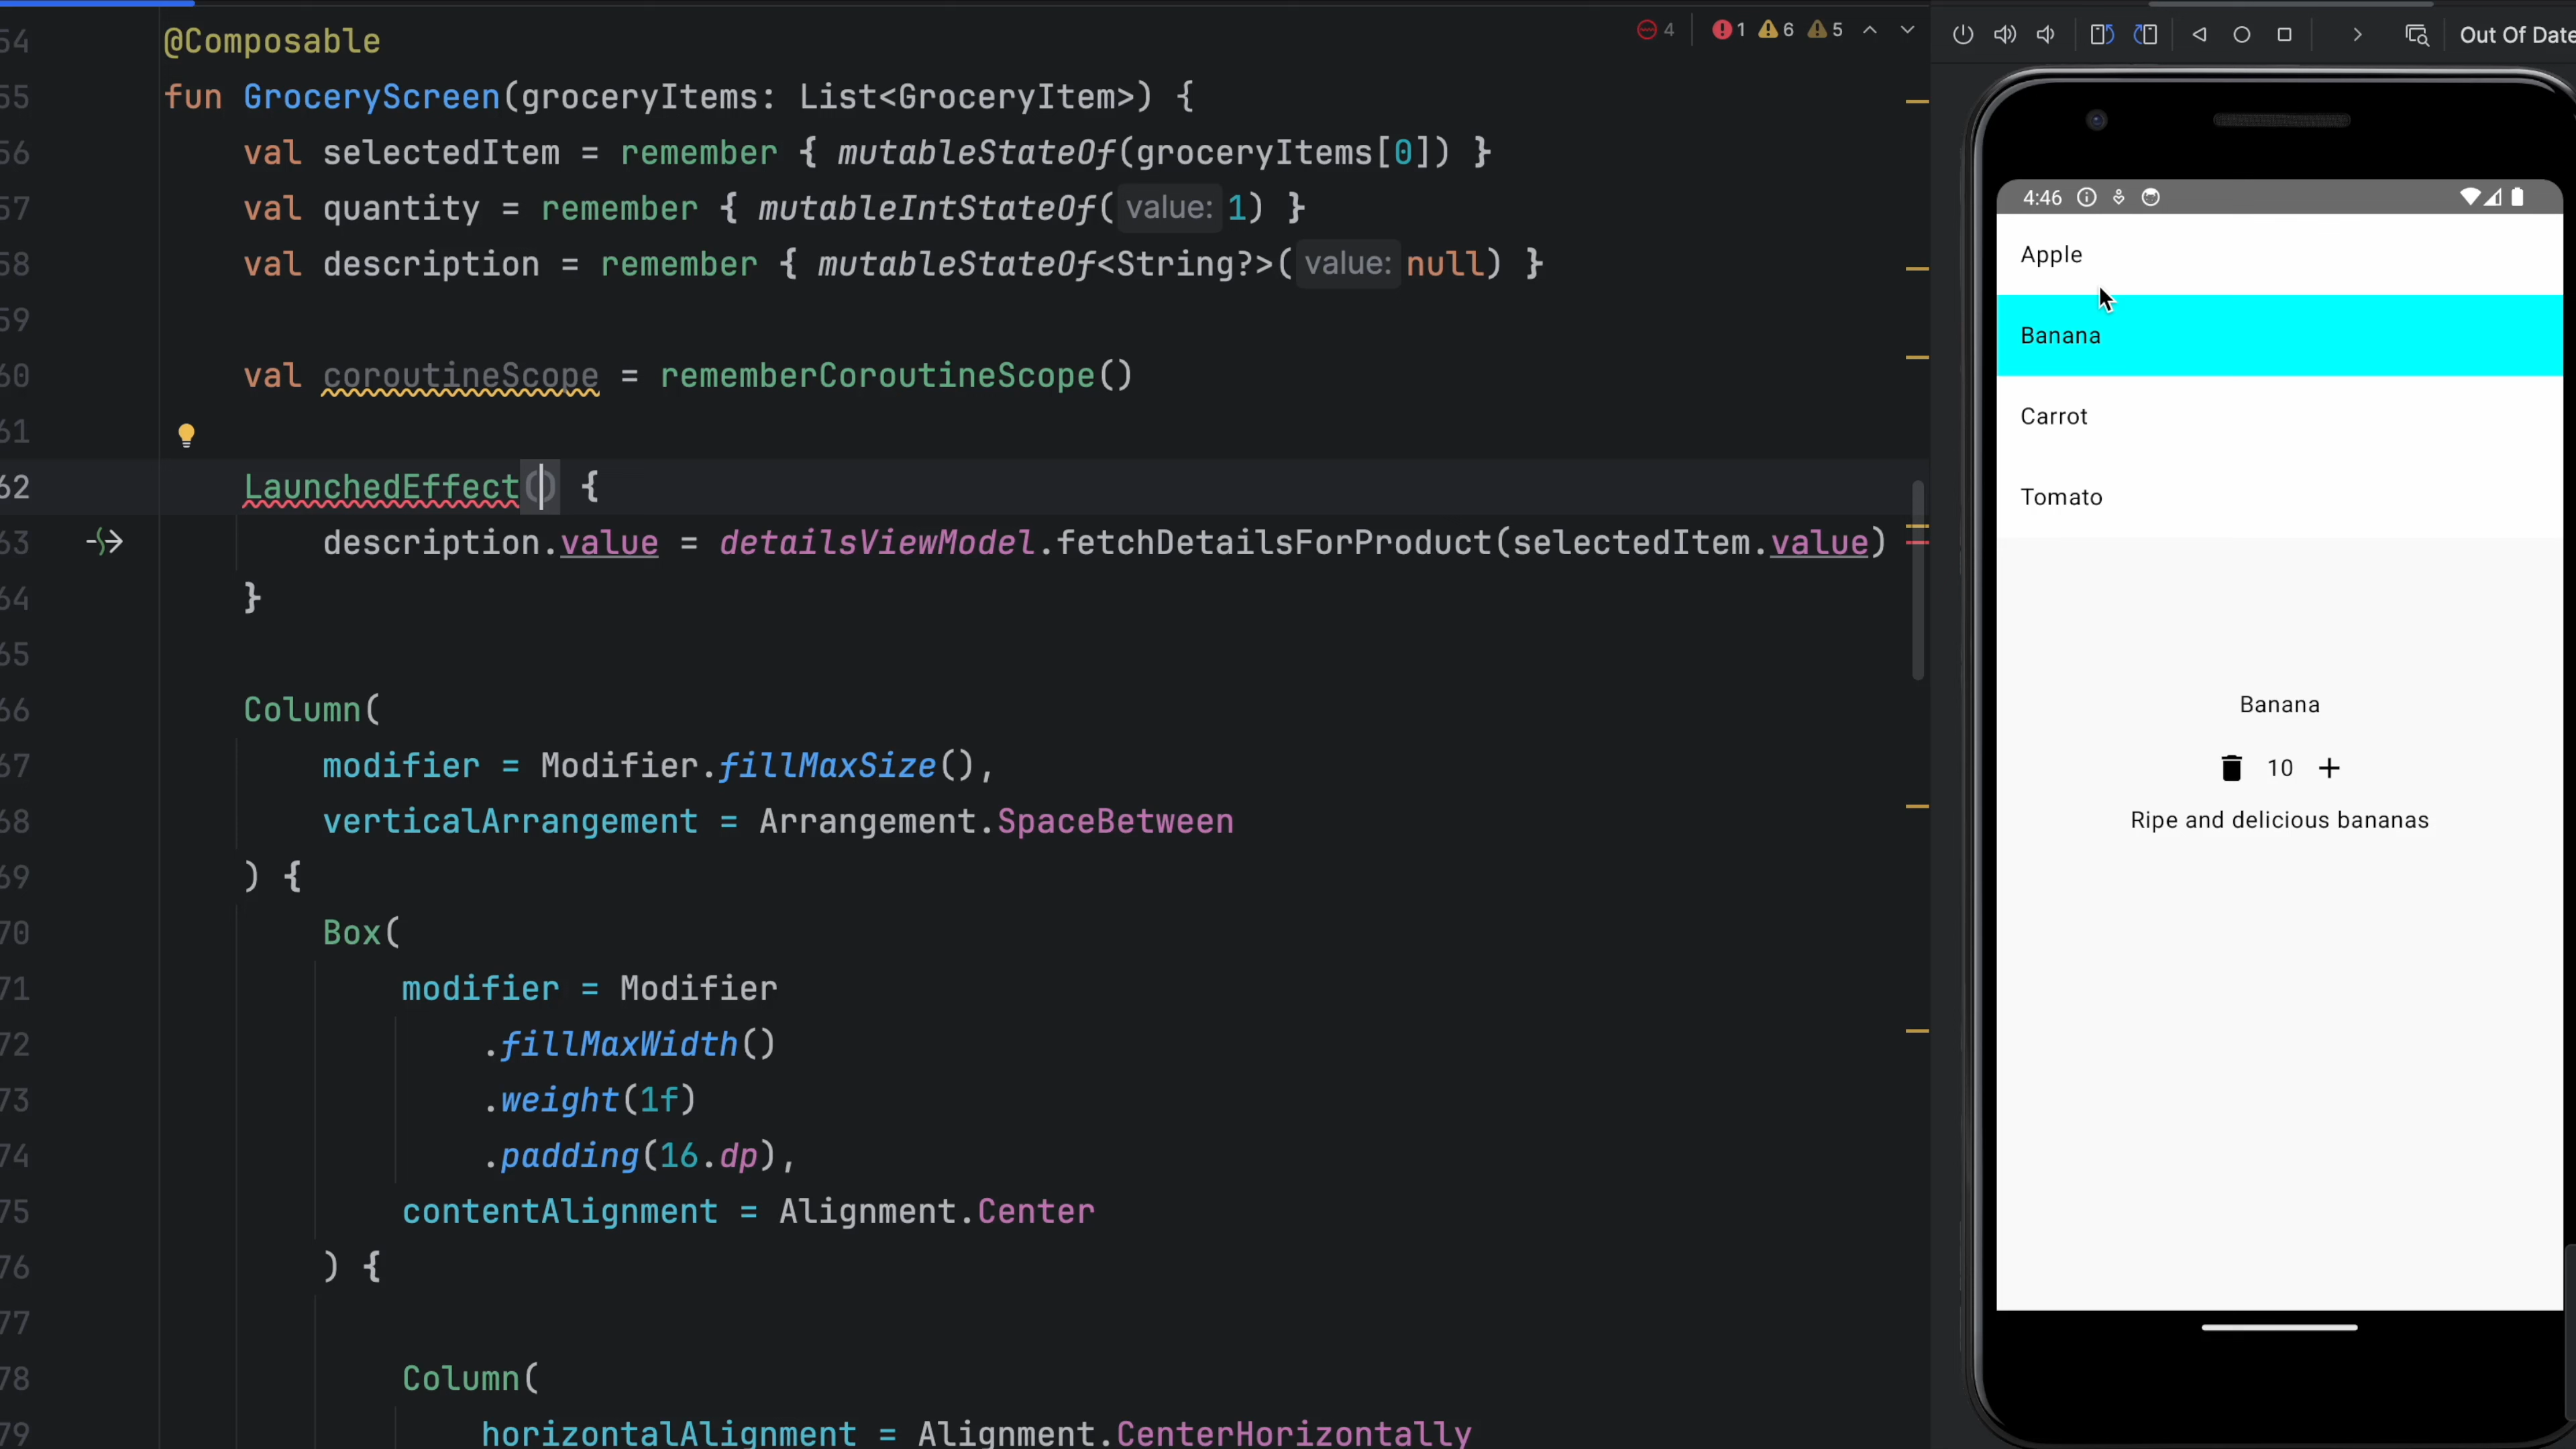 54 @Composable
55 fun GroceryScreen(groceryItems: List<GroceryItem>) {
56 val selectedItem = remember { mutableStateOf(groceryItems[0]) }
57 val quantity = remember { mutableIntStateOf( value: 1) }
58 val description = remember { mutableStateOf<String?>( value: null) }
59
60 val coroutineScope = rememberCoroutineScope()
61
62 LaunchedEffect() {
63 description.value = detailsViewModel.fetchDetailsForProduct(selectedItem.value)
64 }
65
66 Column(
67 modifier = Modifier.fillMaxSize(),
68 verticalArrangement = Arrangement.SpaceBetween
69 ) {
70 Box(
71 modifier = Modifier
72 .fillMaxWidth()
73 .weight(1f)
74 .padding(16.dp),
75 contentAlignment = Alignment.Center
76 ) {
77
78 Column(
79 horizontalAlignment = Alignment.CenterHorizontally
4 1 6 5
Out Of Date
4:46
Apple
Banana
Carrot
Tomato
Banana
10
Ripe and delicious bananas